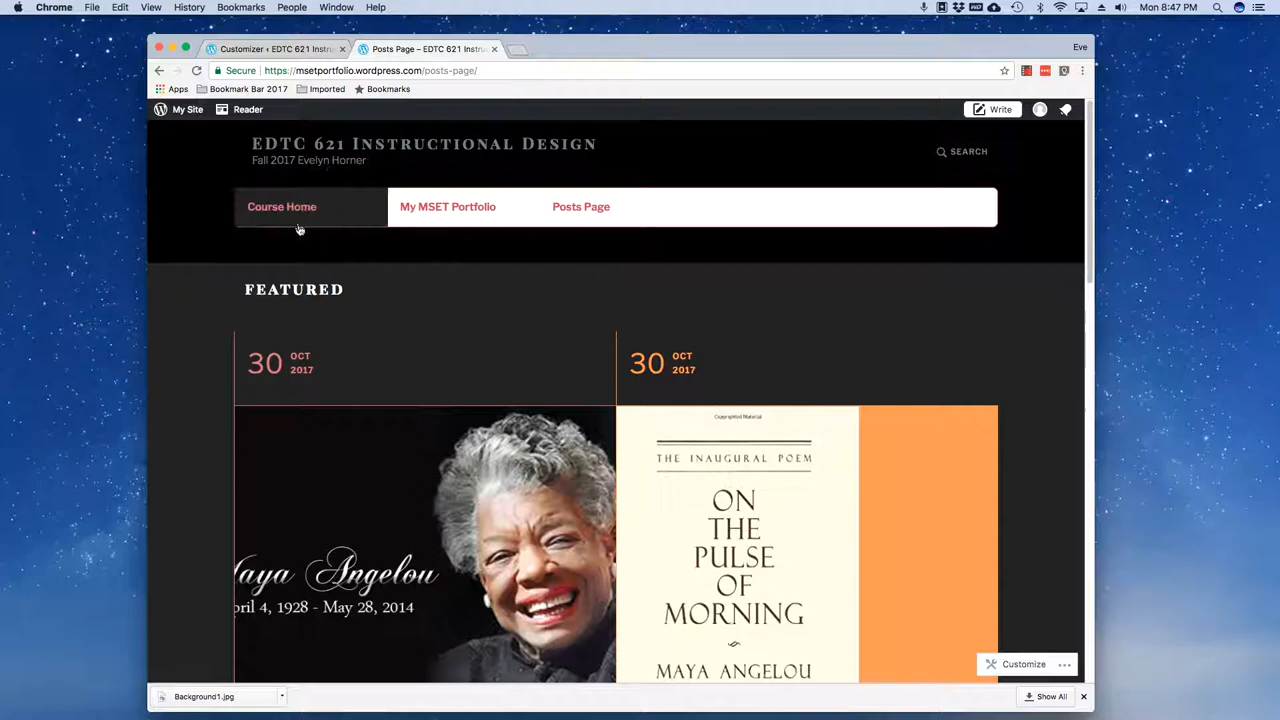 Chrome File Edit View History Bookmarks People Window Help Mon 8:47 PM
Customizer ‹ EDTC 621 Instru
Posts Page – EDTC 621 Instru
Eve
Secure https://msetportfolio.wordpress.com/posts-page/
Apps Bookmark Bar 2017 Imported Bookmarks
My Site Reader Write
EDTC 621 Instructional Design
Fall 2017 Evelyn Horner
SEARCH
Course Home My MSET Portfolio Posts Page
FEATURED
30 OCT 2017
30 OCT 2017
Copyrighted Material
THE INAUGURAL POEM
ON
THE
PULSE
OF
MORNING
MAYA ANGELOU
aya Angelou
pril 4, 1928 - May 28, 2014
Customize
Background1.jpg
Show All